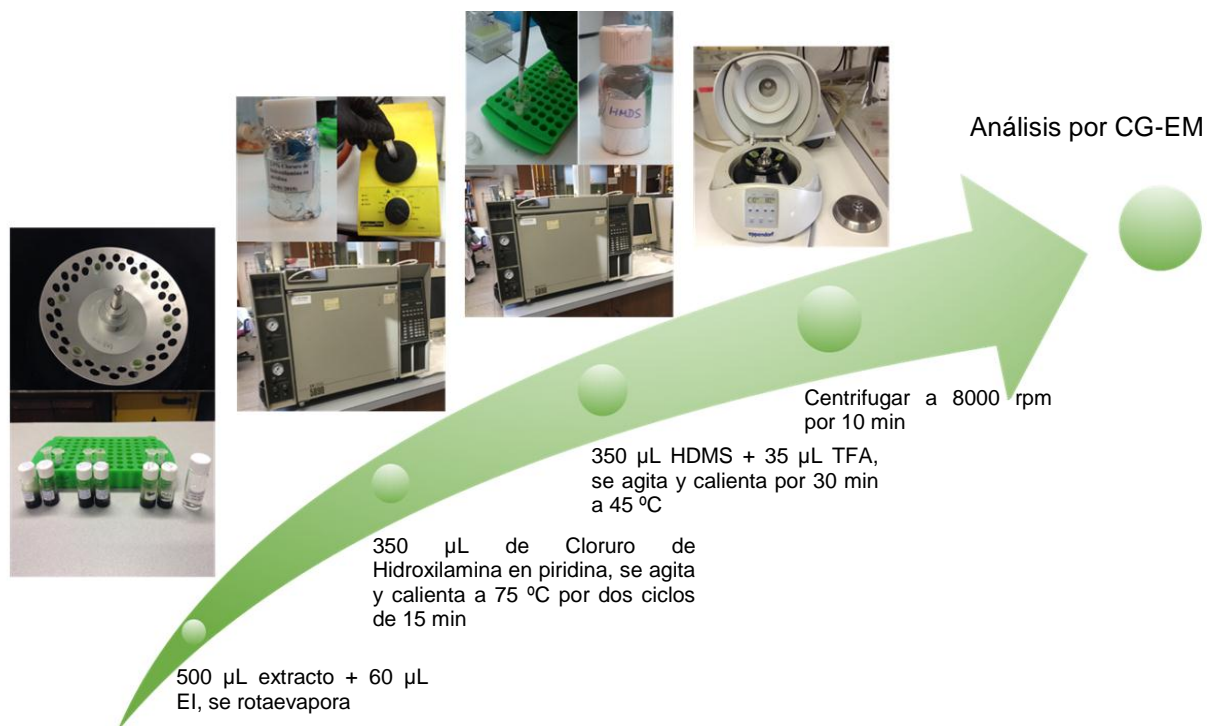 HMDS
Análisis por CG-EM
eppendorf
Centrifugar a 8000 rpm
por 10 min
350 µL HDMS + 35 µL TFA,
se agita y calienta por 30 min
a 45 ºC
350 µL de Cloruro de
Hidroxilamina en piridina, se agita
y calienta a 75 ºC por dos ciclos
de 15 min
500 µL extracto + 60 µL
EI, se rotaevapora